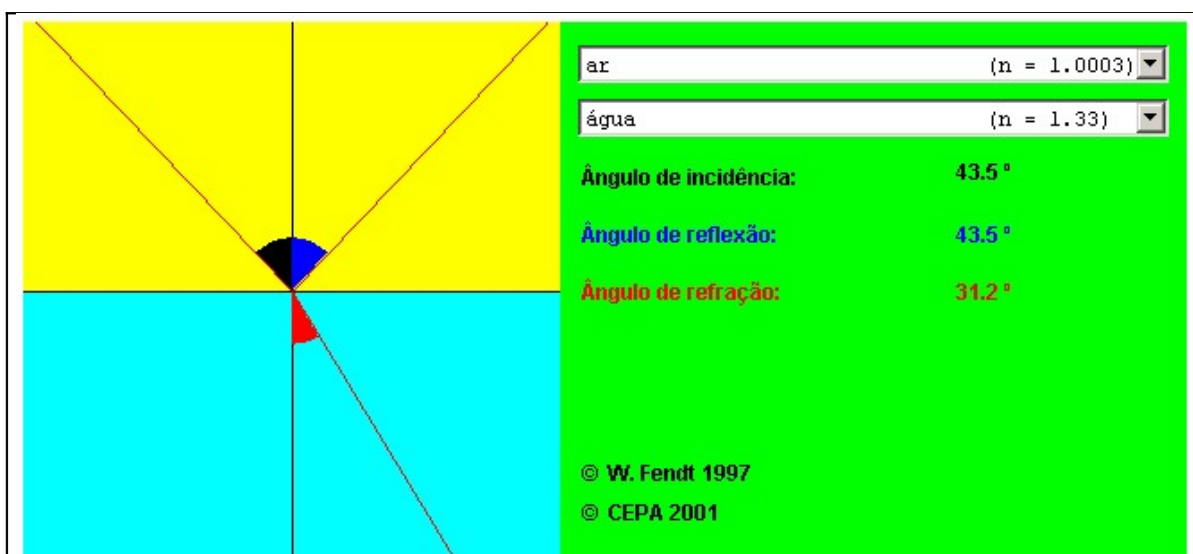 ar (n = 1.0003)
água (n = 1.33)
Ângulo de incidência: 43.5 º
Ângulo de reflexão: 43.5 º
Ângulo de refração: 31.2 º
© W. Fendt 1997
© CEPA 2001